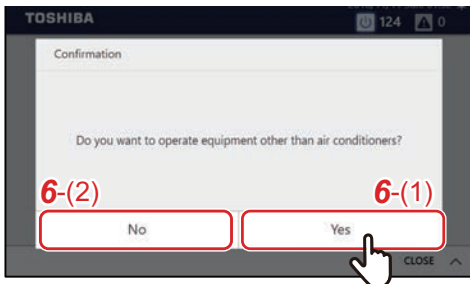 TOSHIBA
124
0
Confirmation
Do you want to operate equipment other than air conditioners?
6-(2)
6-(1)
No
Yes
CLOSE